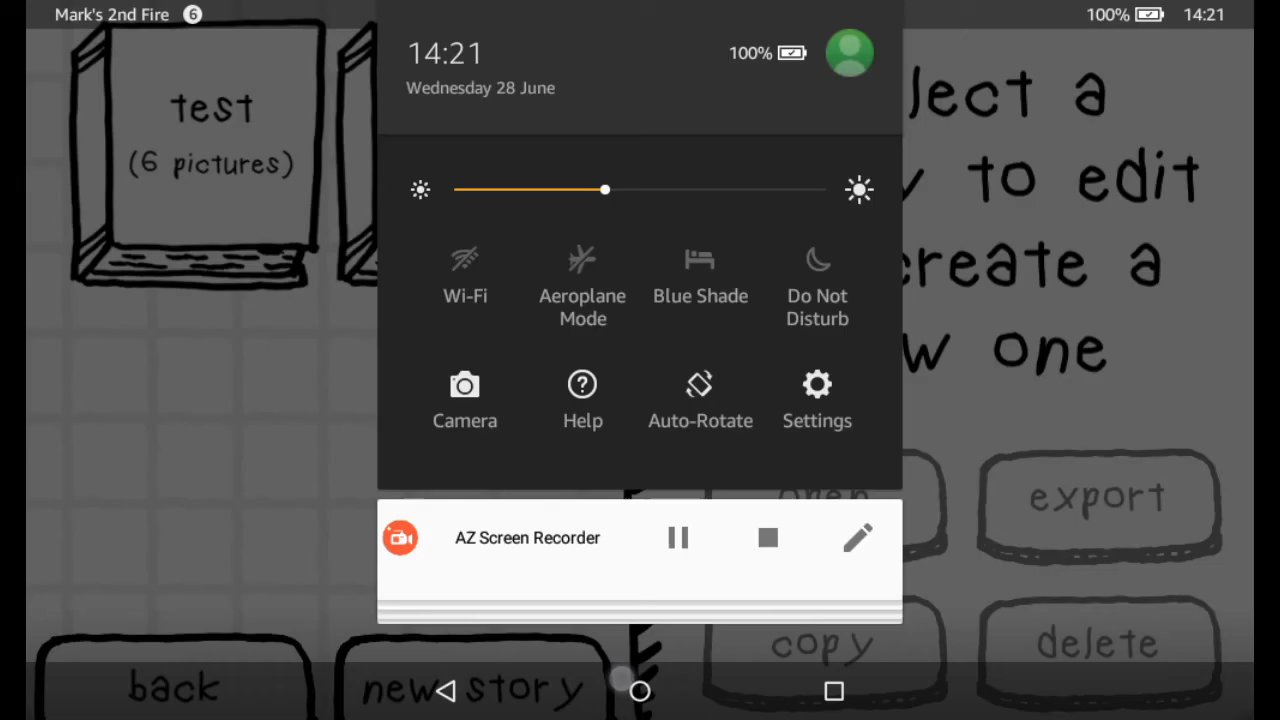 Mark's 2nd Fire 6
100% 14:21
14:21
100%
Wednesday 28 June
test
(6 pictures)
lect a
y to edit
create a
w one
Wi-Fi
Aeroplane Mode
Blue Shade
Do Not Disturb
Camera
Help
Auto-Rotate
Settings
AZ Screen Recorder
open
export
copy
delete
back
new story